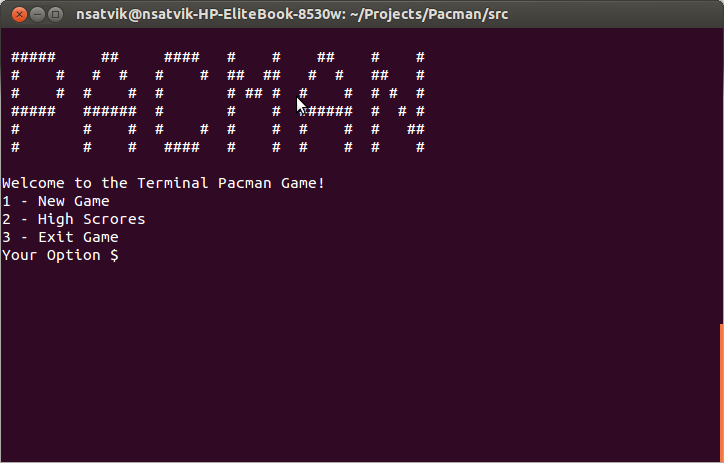 nsatvik@nsatvik-HP-EliteBook-8530w: ~/Projects/Pacman/src
PACMAN
Welcome to the Terminal Pacman Game!
1 - New Game
2 - High Scrores
3 - Exit Game
Your Option $